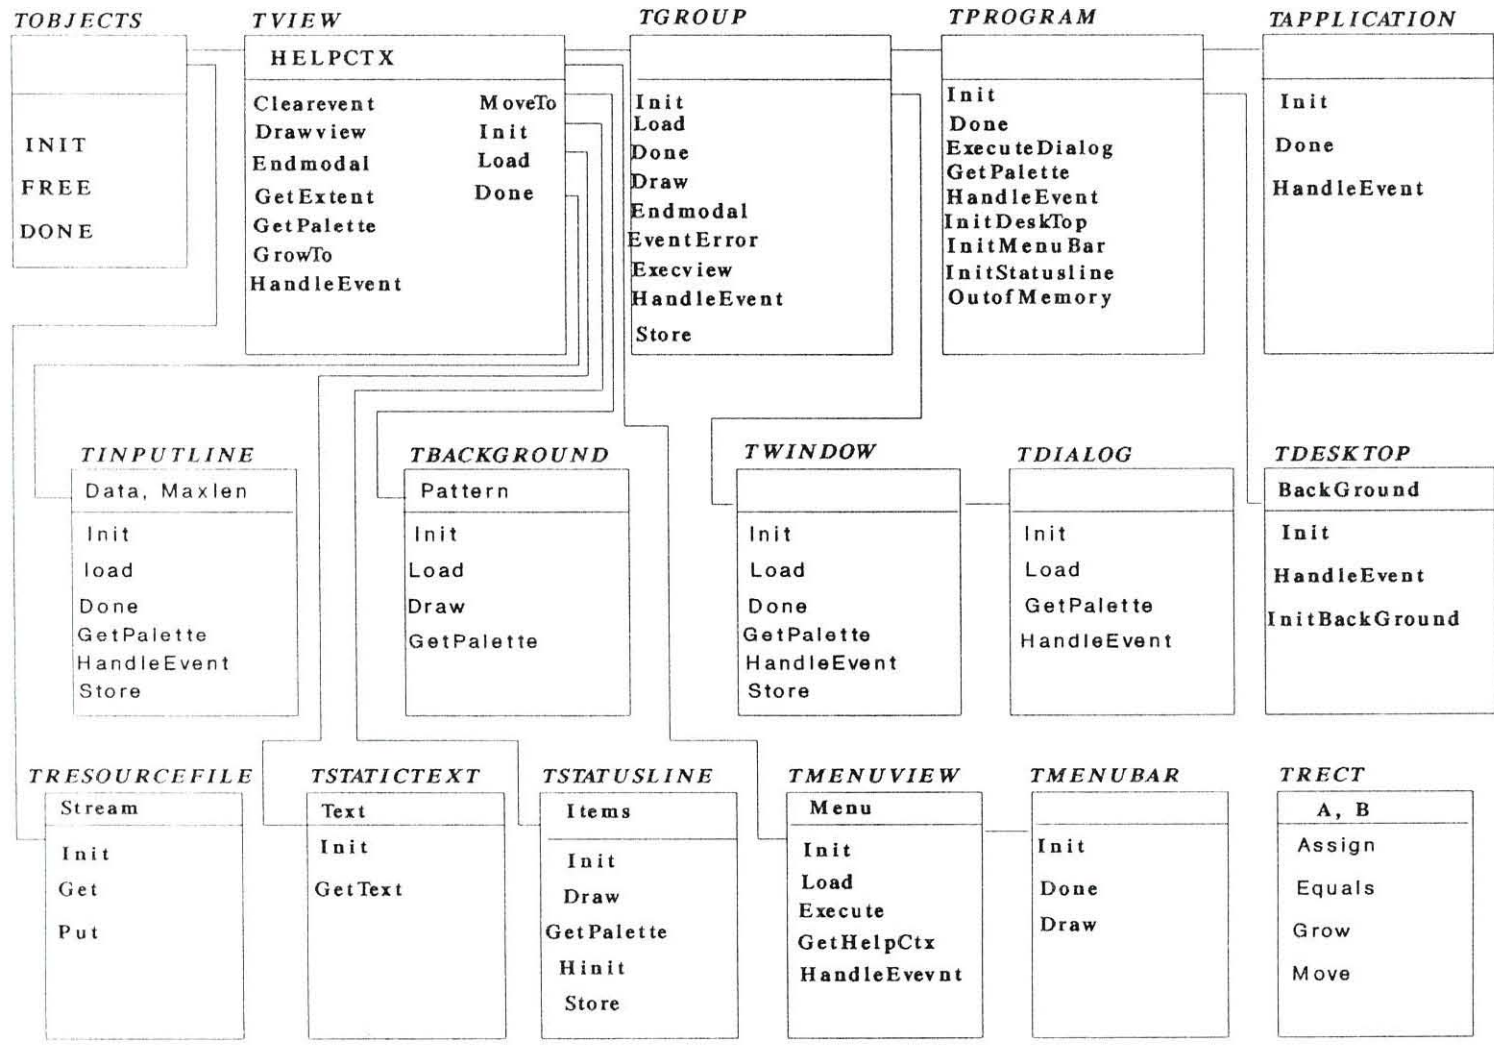 TOBJECTS
INIT
FREE
DONE
TVIEW
HELPCTX
Clearevent
Drawview
Endmodal
GetExtent
GetPalette
GrowTo
HandleEvent
MoveTo
Init
Load
Done
TGROUP
Init
Load
Done
Draw
Endmodal
EventError
Execview
HandleEvent
Store
TPROGRAM
Init
Done
ExecuteDialog
GetPalette
HandleEvent
InitDeskTop
InitMenuBar
InitStatusline
OutofMemory
TAPPLICATION
Init
Done
HandleEvent
TINPUTLINE
Data, Maxlen
Init
load
Done
GetPalette
HandleEvent
Store
TBACKGROUND
Pattern
Init
Load
Draw
GetPalette
TWINDOW
Init
Load
Done
GetPalette
HandleEvent
Store
TDIALOG
Init
Load
GetPalette
HandleEvent
TDESKTOP
BackGround
Init
HandleEvent
InitBackGround
TRESOURCEFILE
Stream
Init
Get
Put
TSTATICTEXT
Text
Init
GetText
TSTATUSLINE
Items
Init
Draw
GetPalette
Hinit
Store
TMENUVIEW
Menu
Init
Load
Execute
GetHelpCtx
HandleEvevnt
TMENUBAR
Init
Done
Draw
TRECT
A, B
Assign
Equals
Grow
Move